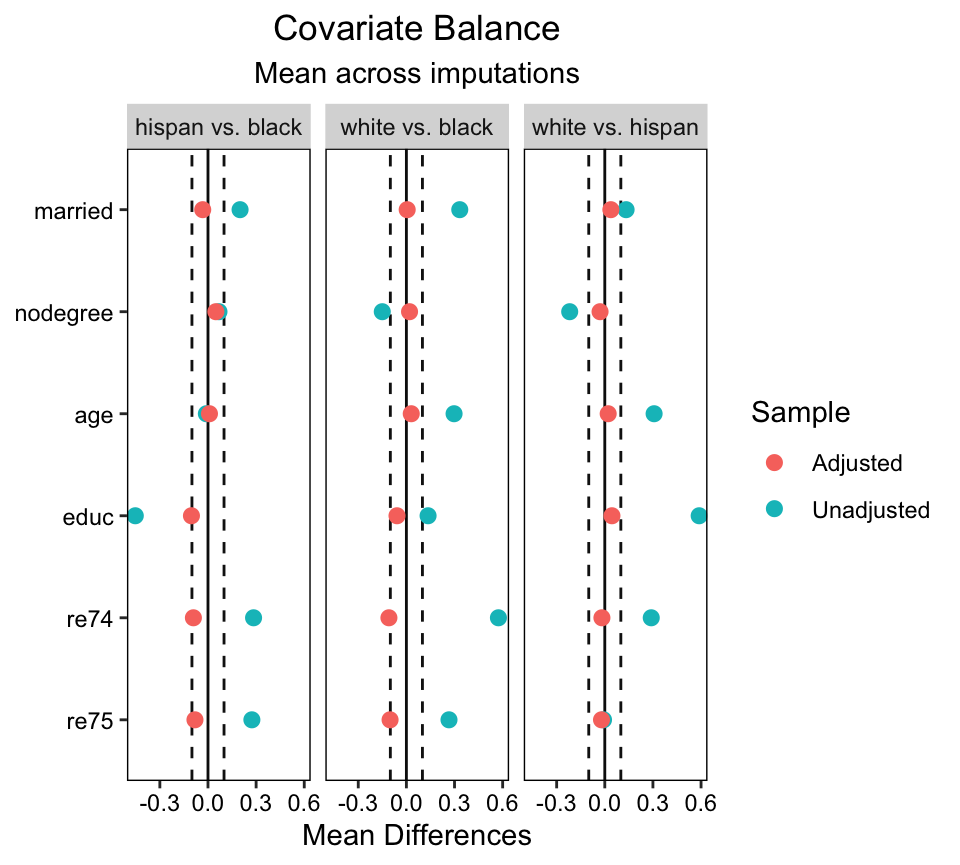 Covariate Balance
Mean across imputations
hispan vs. black
white vs. black
white vs. hispan
married
nodegree
age
educ
re74
re75
-0.3 0.0 0.3 0.6
-0.3 0.0 0.3 0.6
-0.3 0.0 0.3 0.6
Mean Differences
Sample
Adjusted
Unadjusted